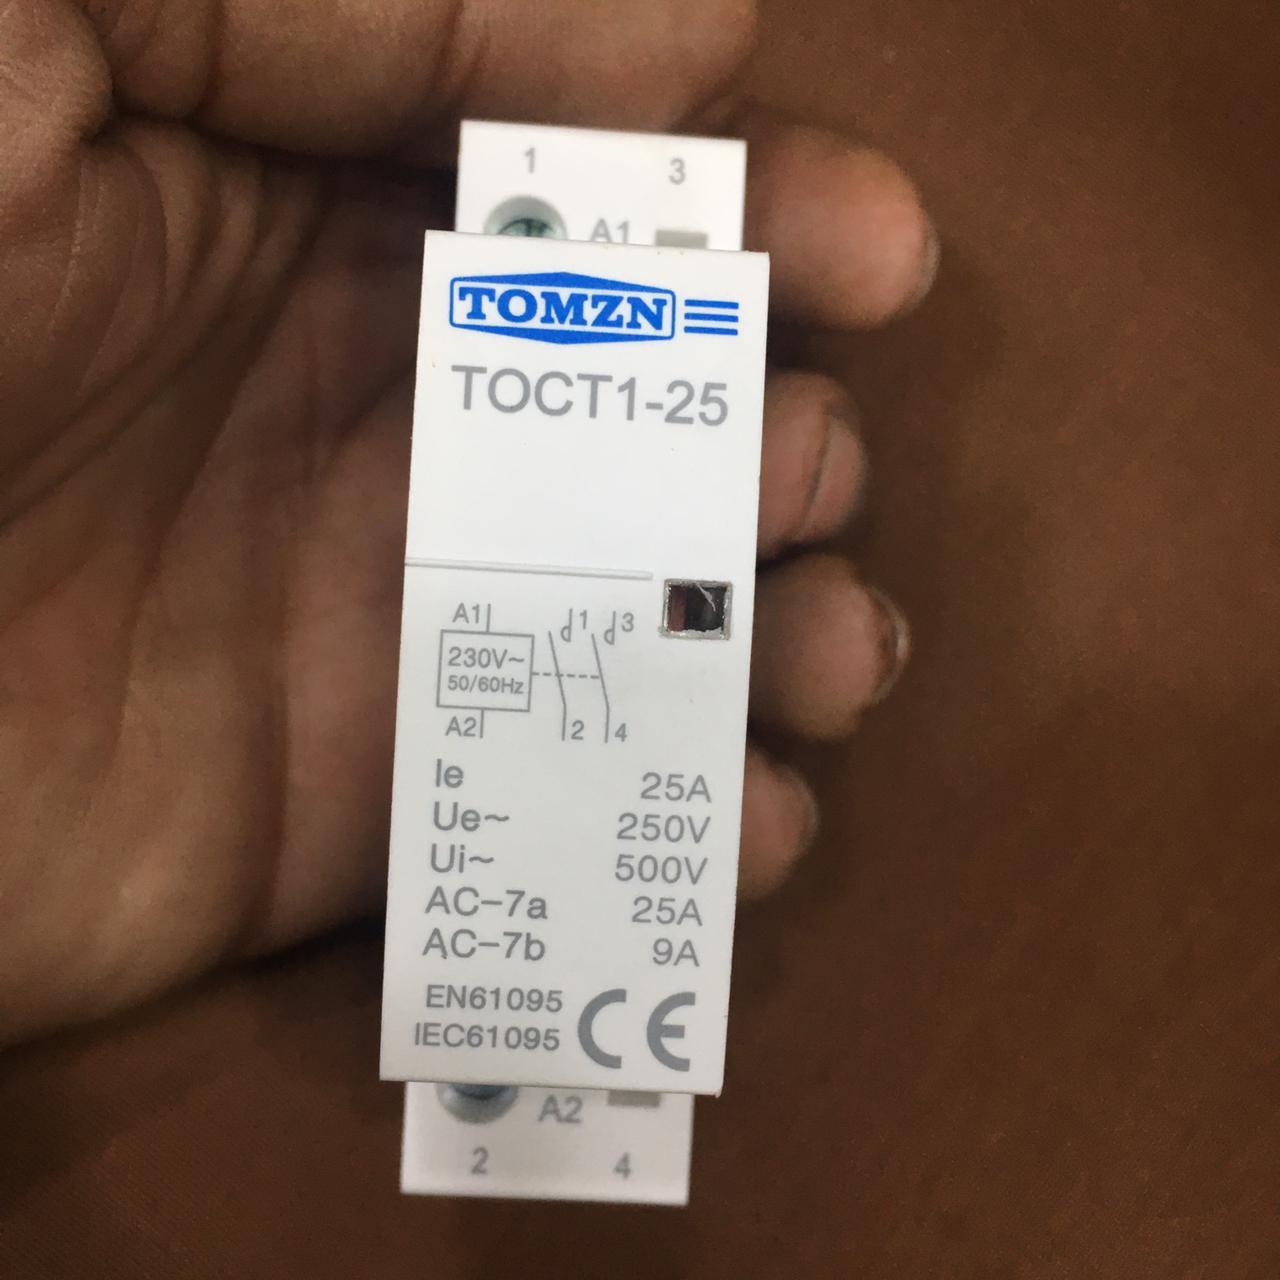 1 3
A1
TOMZN
TOCT1-25
A1 1 3
230V~
50/60Hz
A2 2 4
Ie 25A
Ue~ 250V
Ui~ 500V
AC-7a 25A
AC-7b 9A
EN61095
IEC61095 CE
A2
2 4